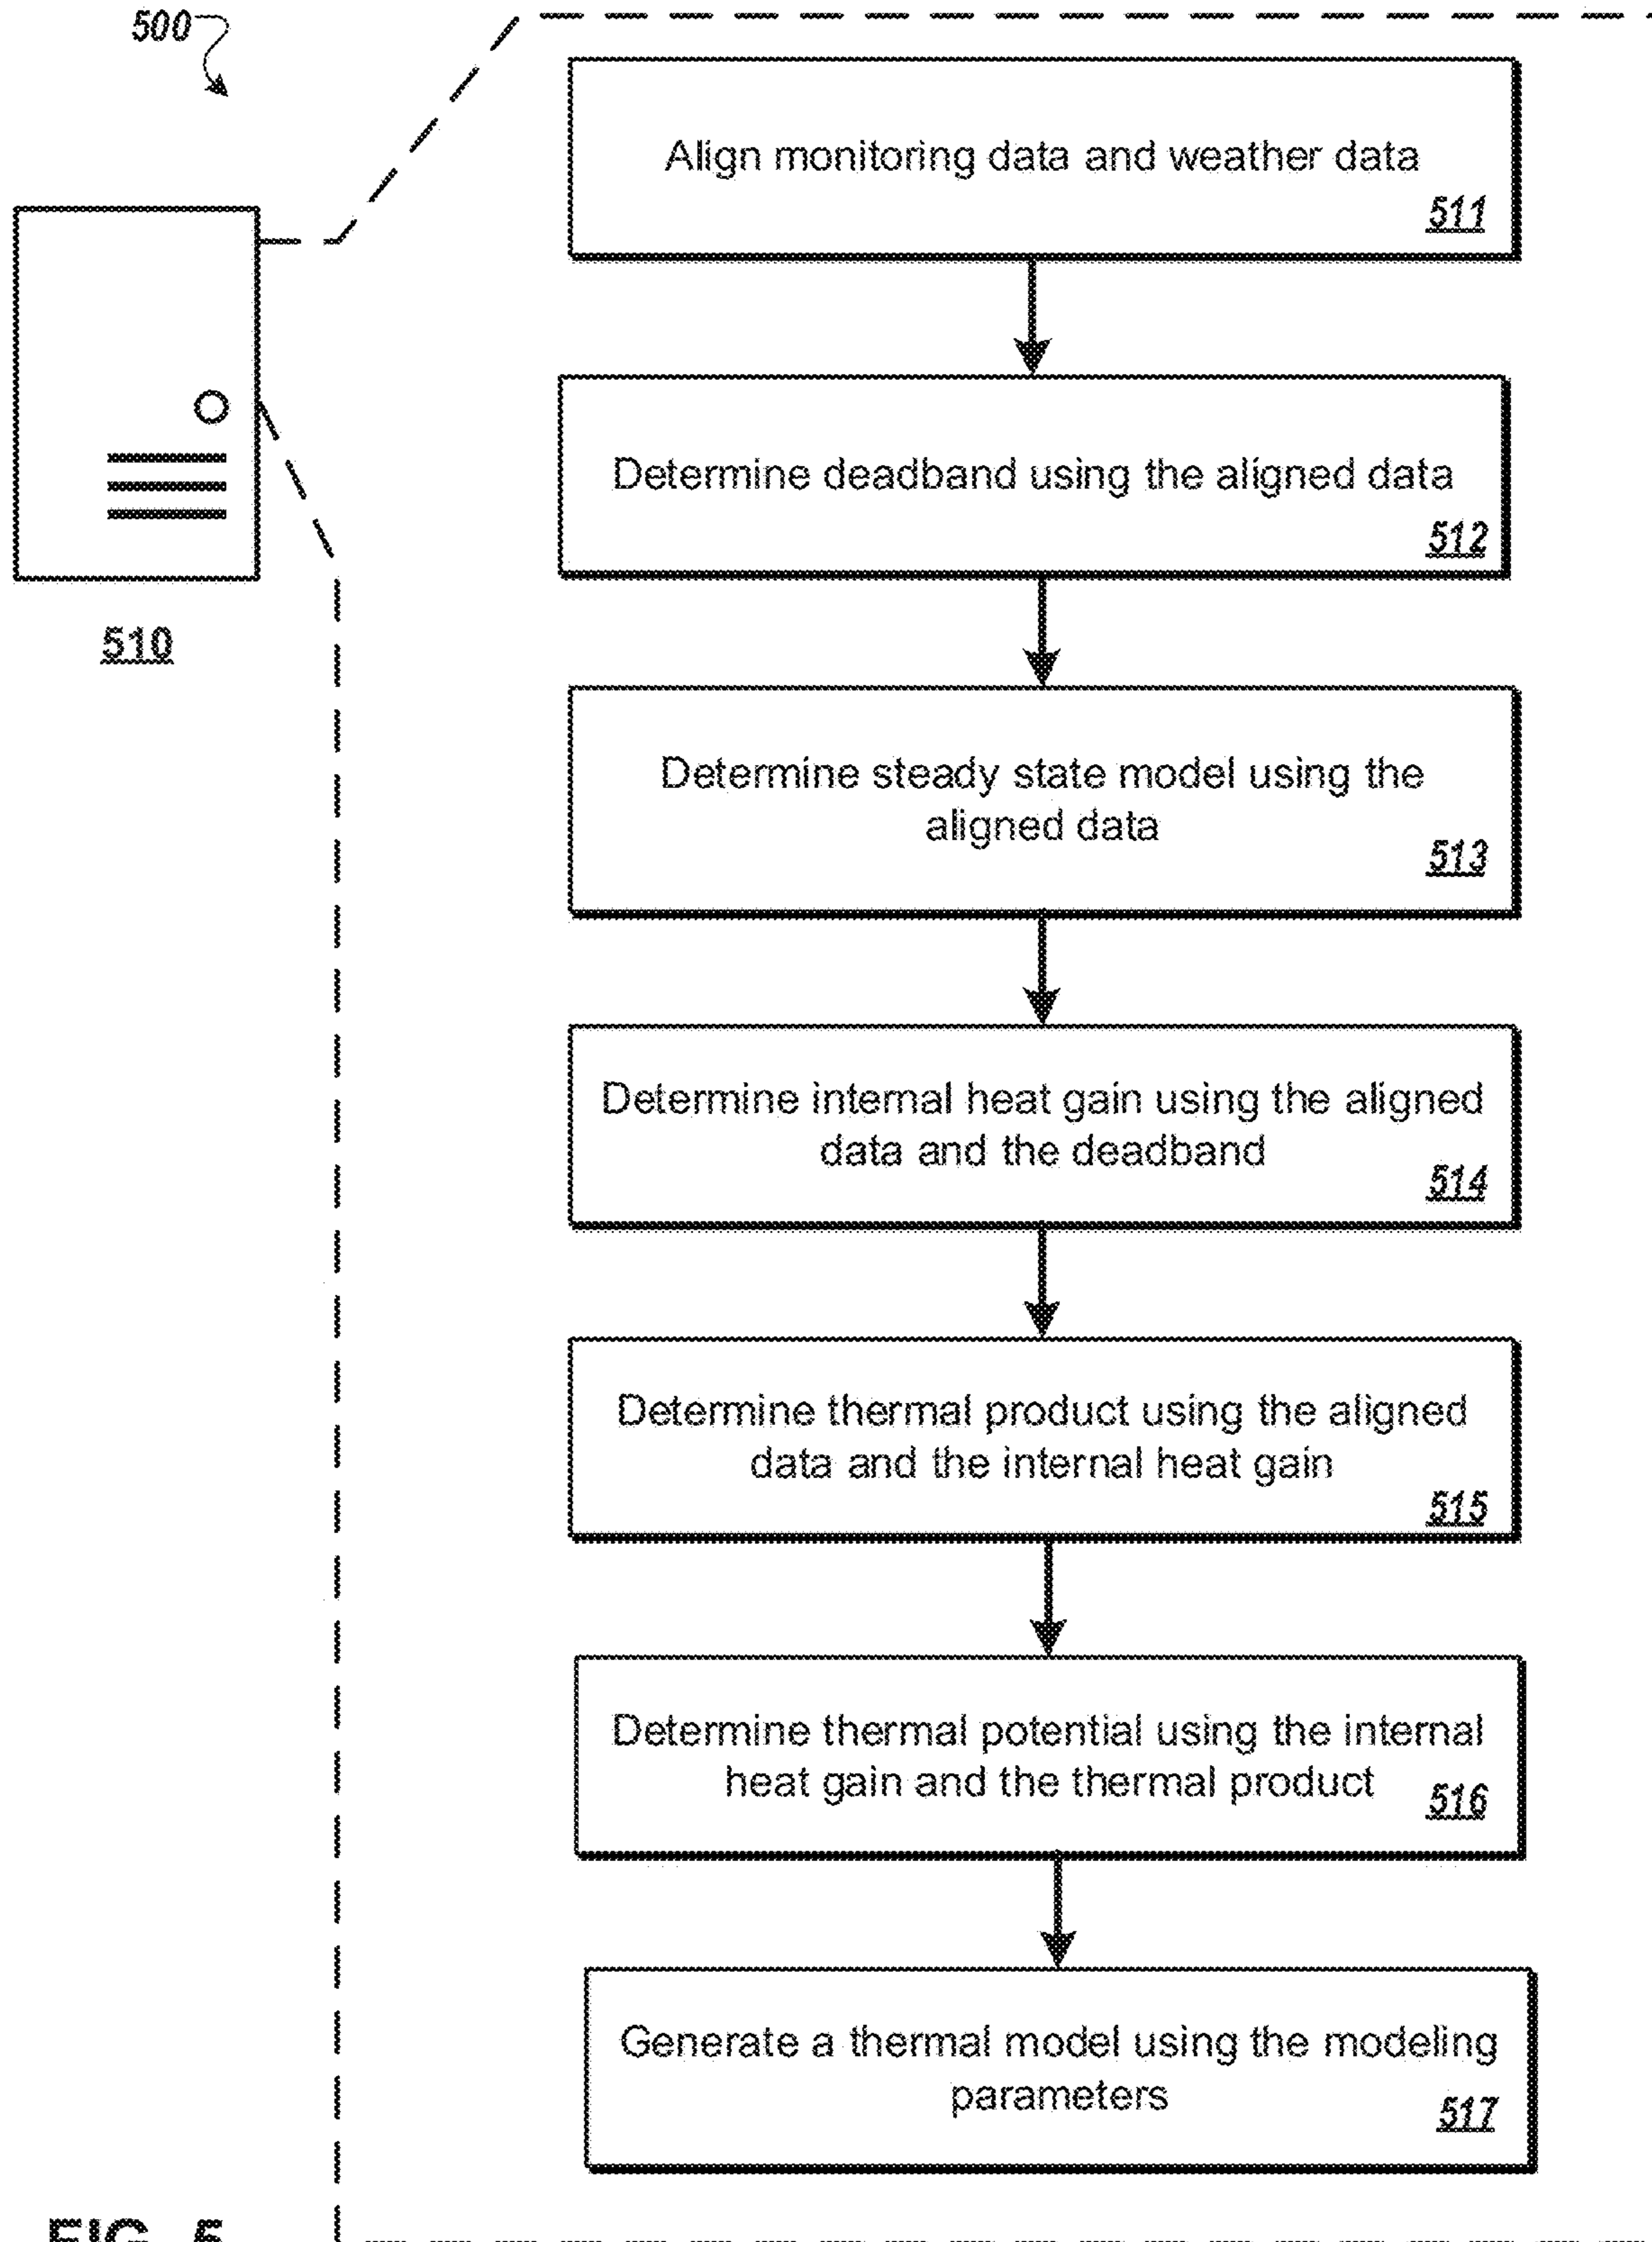 500
Align monitoring data and weather data
511
Determine deadband using the aligned data
512
510
Determine steady state model using the
aligned data
513
Determine internal heat gain using the aligned
data and the deadband
514
Determine thermal product using the aligned
data and the internal heat gain
515
Determine thermal potential using the internal
heat gain and the thermal product
516
Generate a thermal model using the modeling
parameters
517
FIG. 5